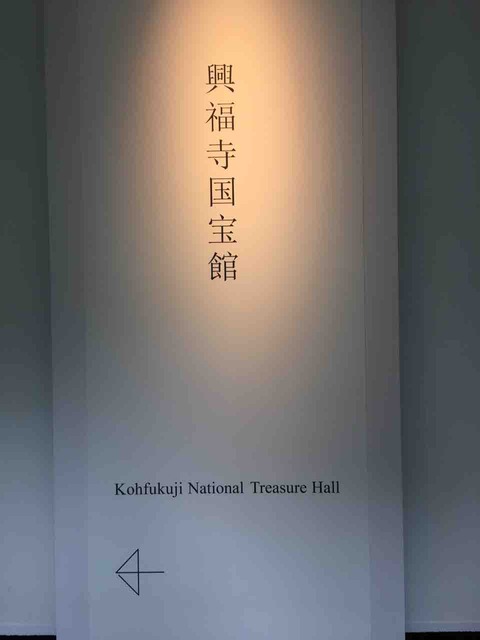 興福寺国宝館
Kohfukuji National Treasure Hall